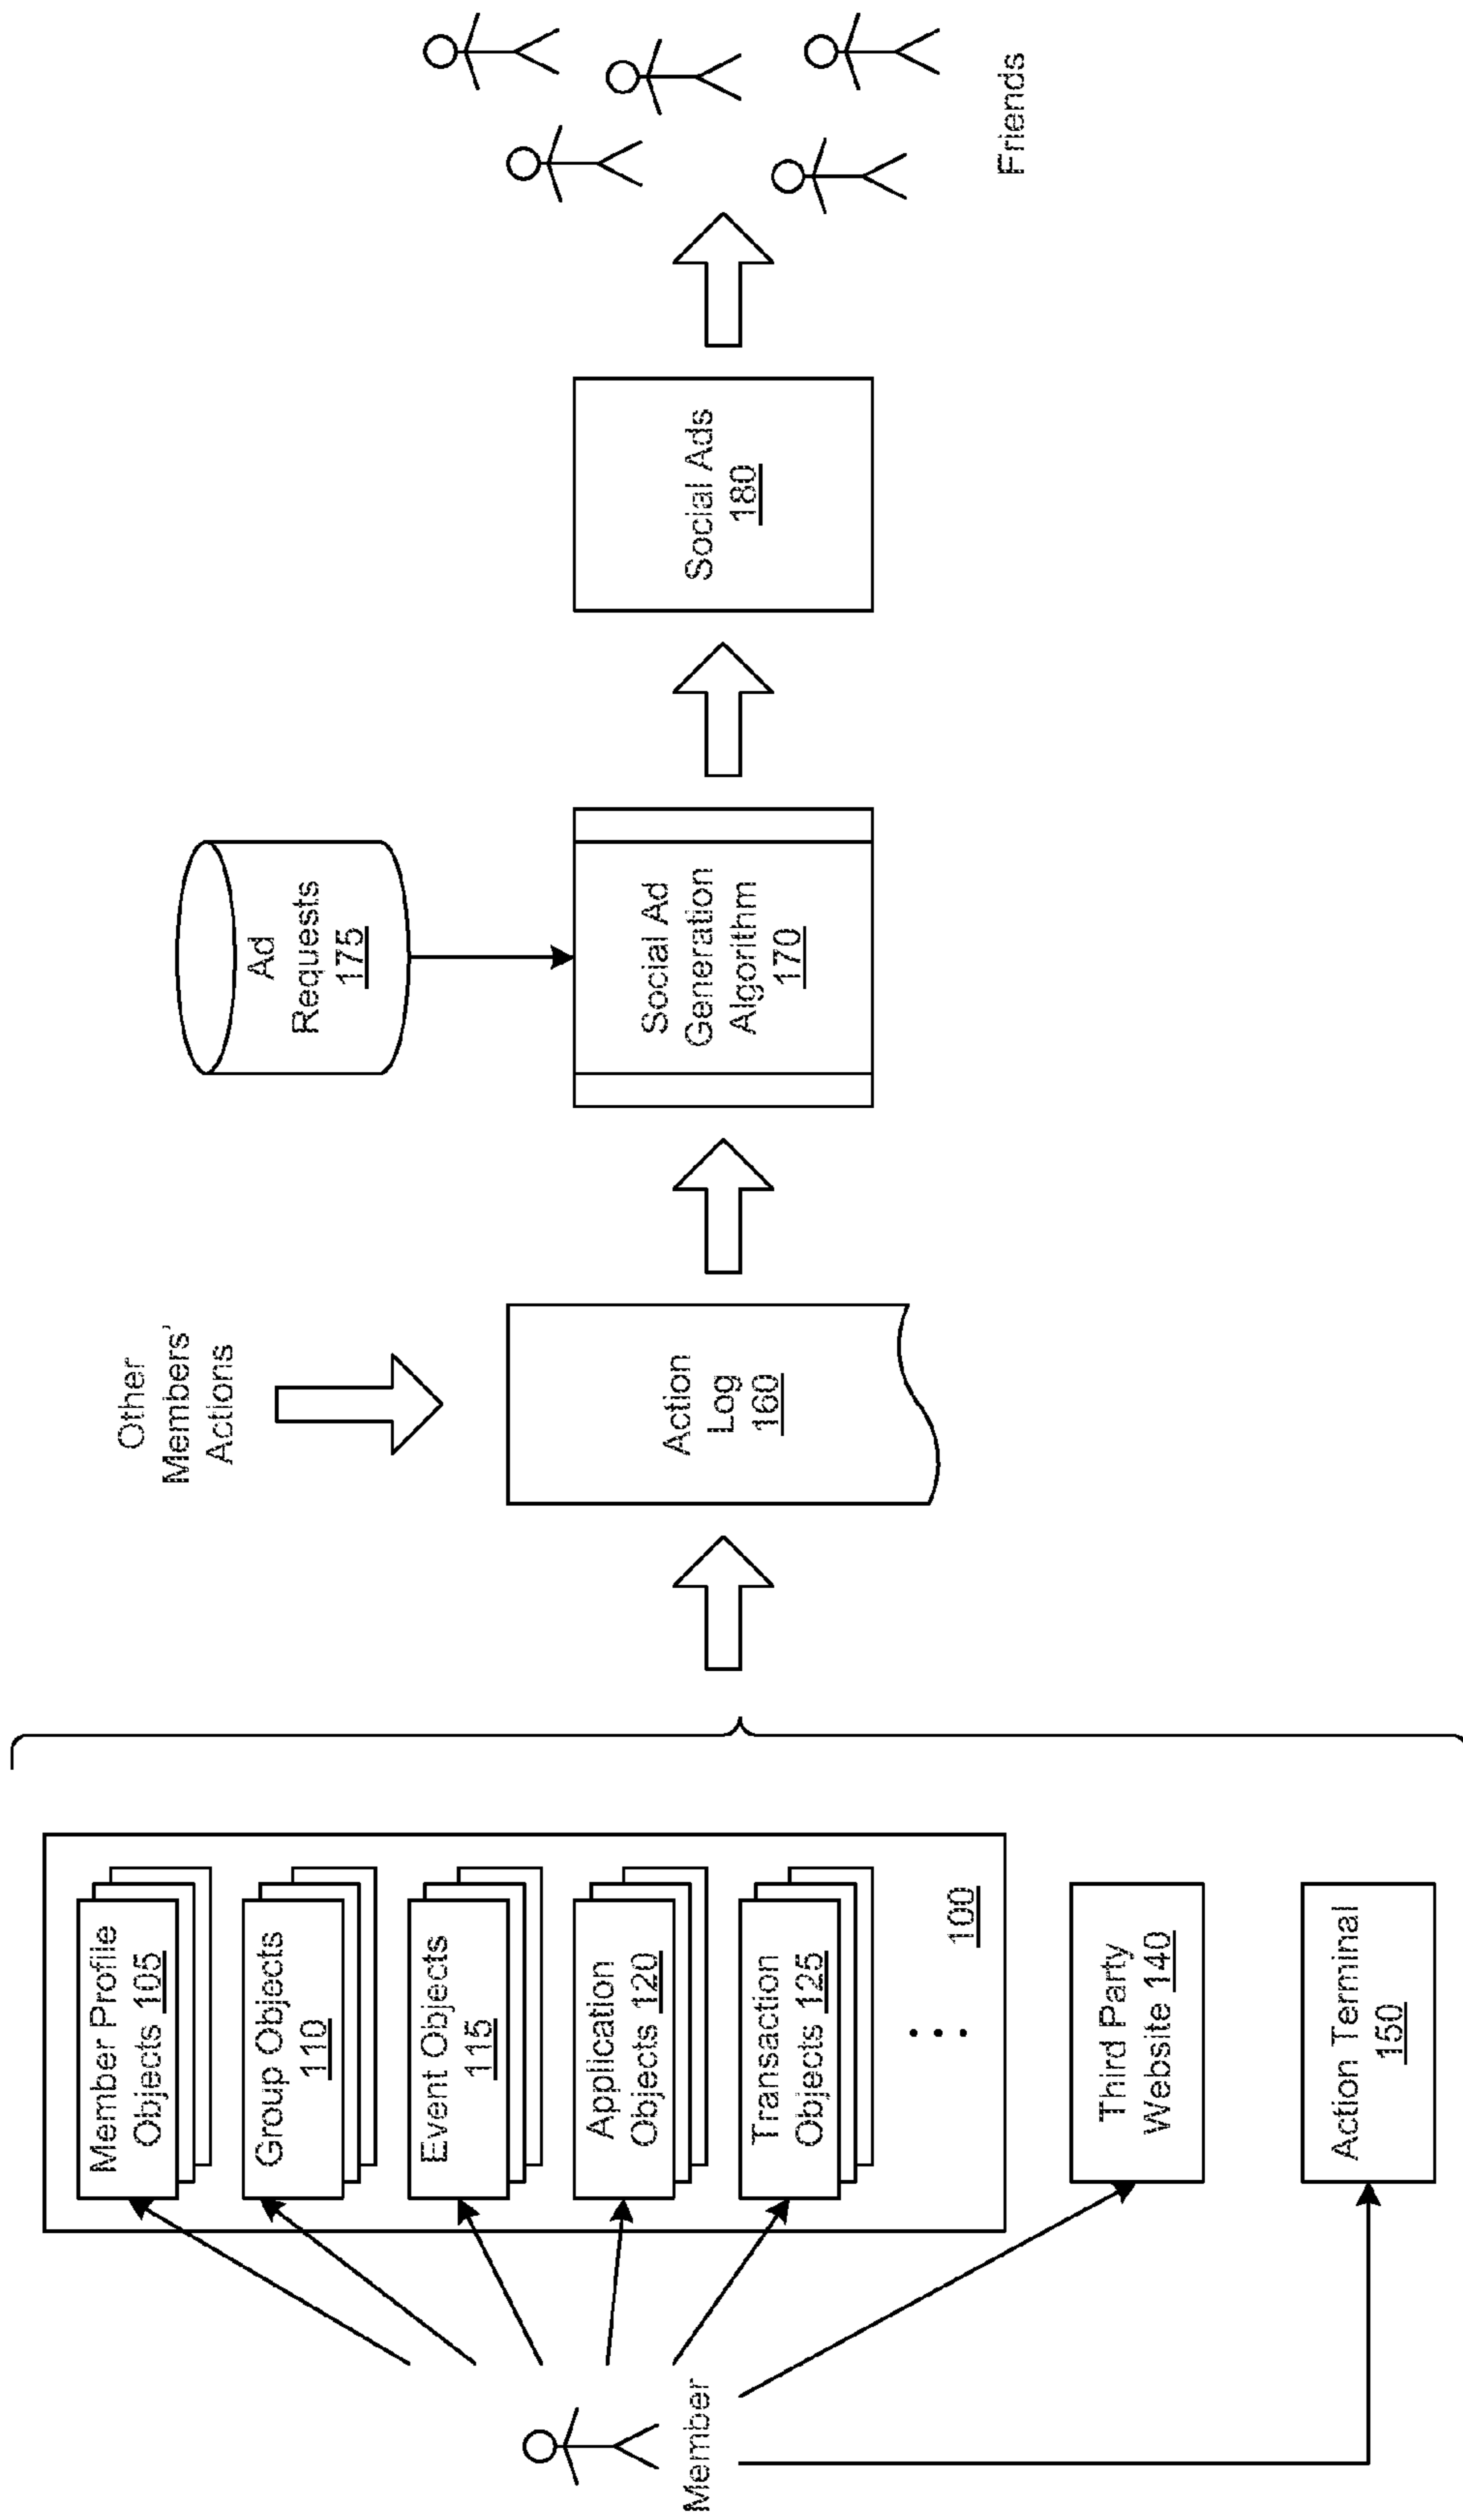 Member
Member Profile
Objects 105
Group Objects
110
Event Objects
115
Application
Objects 120
Transaction
Objects 125
100
Third Party
Website 140
Action Terminal
150
Other
Members'
Actions
Action
Log
160
Ad
Requests
175
Social Ad
Generation
Algorithm
170
Social Ads
180
Friends